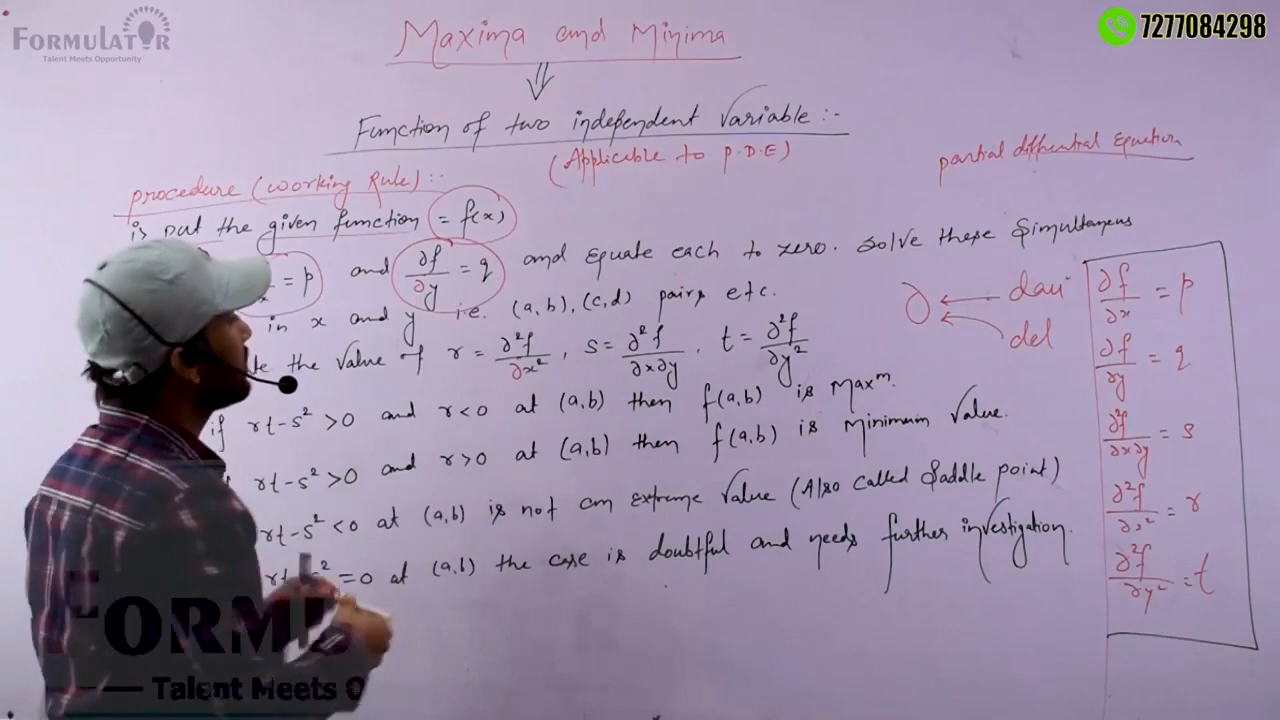 FORMULATOR
Talent Meets Opportunity
7277084298
Maxima and Minima
⇓
Function of two independent Variable :-
(Applicable to P.D.E)
partial differential Equation
procedure (working Rule) :-
put the given function = f(x)
= p and ∂f/∂y = q and equate each to zero. Solve these Simultaneous
in x and y i.e. (a,b), (c,d) pairs etc.
the value of r = ∂²f/∂x², s = ∂²f/∂x∂y, t = ∂²f/∂y²
if rt-s² >0 and r<0 at (a,b) then f(a,b) is Maxᵐ.
rt-s² >0 and r>0 at (a,b) then f(a,b) is minimum value.
rt-s² <0 at (a,b) is not an extreme value (Also called Saddle point)
rt-s² =0 at (a,b) the case is doubtful and needs further investigation.
∂ ← dau
del
∂f/∂x = p
∂f/∂y = q
∂²f/∂x∂y = s
∂²f/∂x² = r
∂²f/∂y² = t
FORMU
Talent Meets O